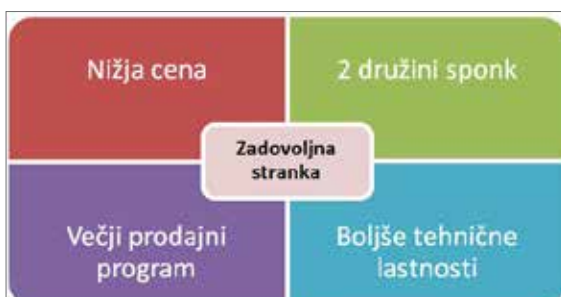 Nižja cena
2 družini sponk
Zadovoljna
stranka
Večji prodajni
program
Boljše tehnične
lastnosti